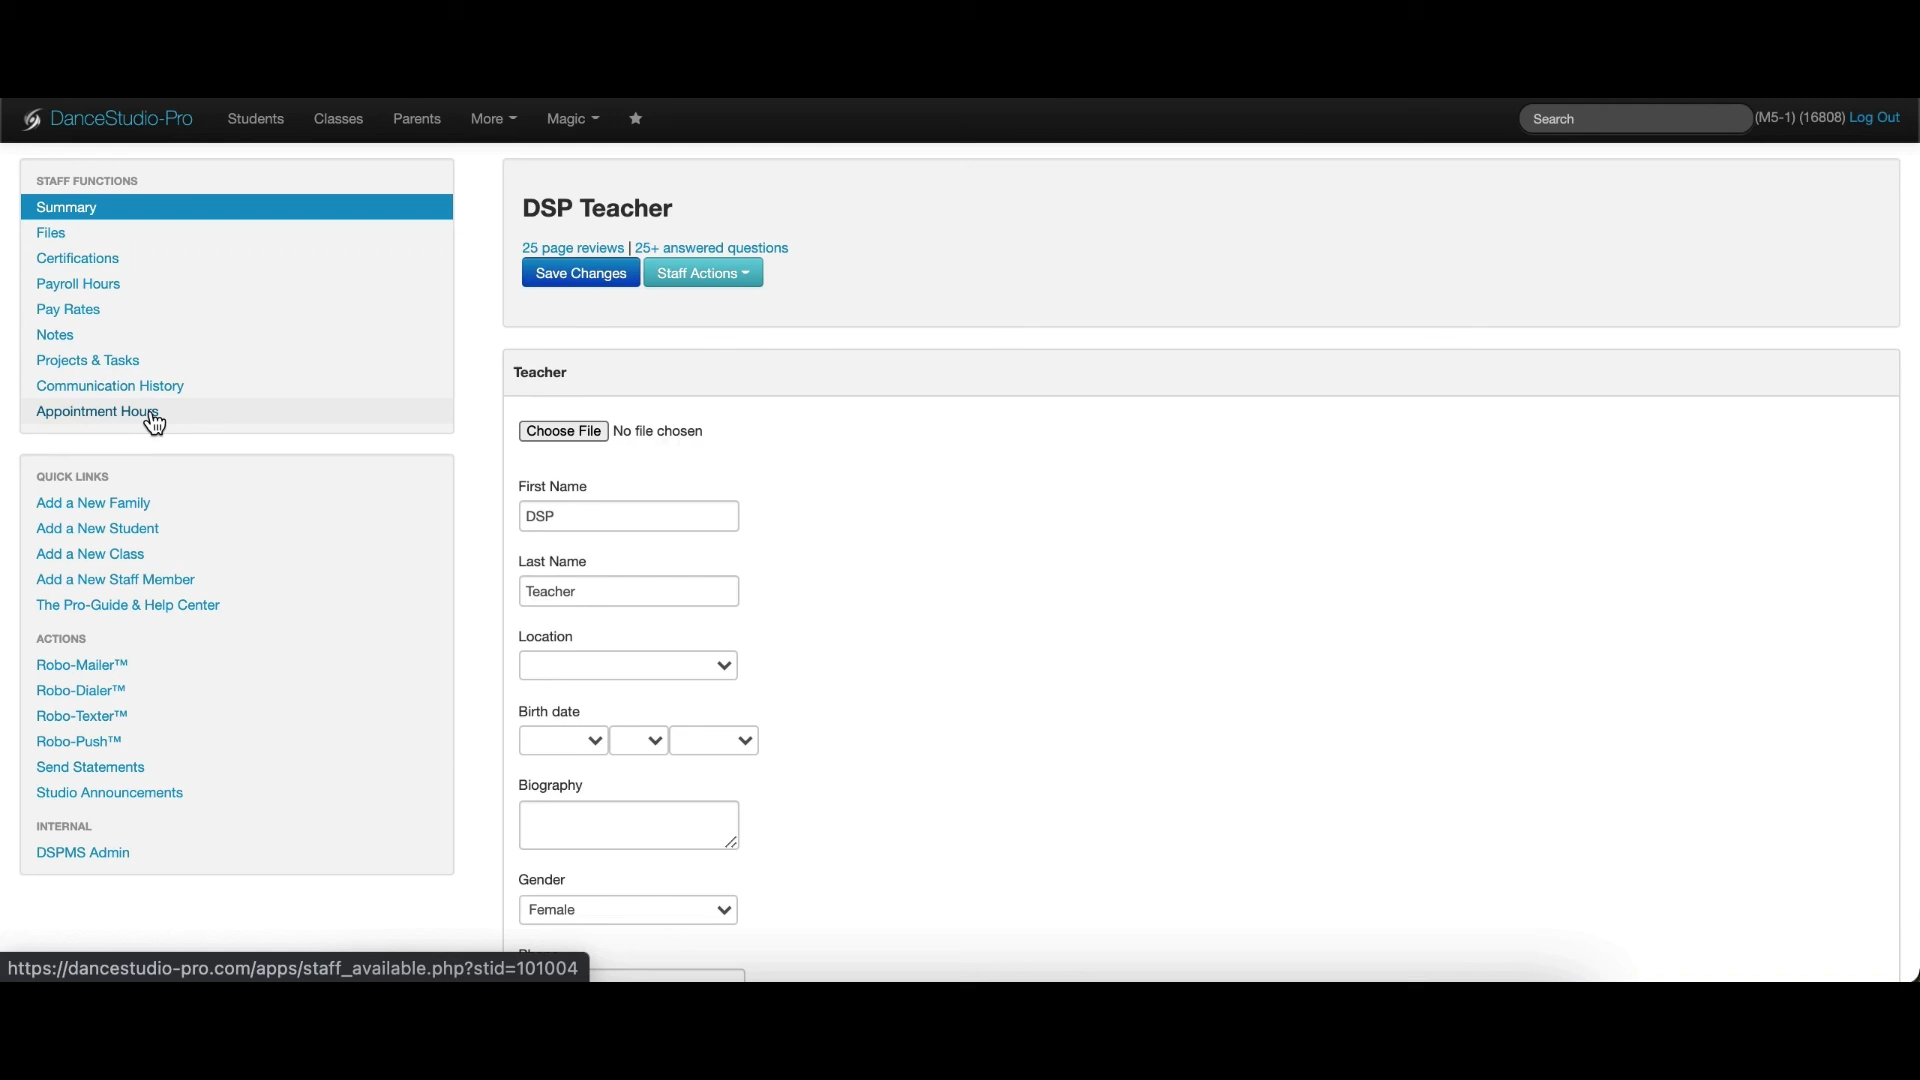 DanceStudio-Pro Students Classes Parents More Magic Search (M5-1) (16808) Log Out
STAFF FUNCTIONS
Summary
Files
Certifications
Payroll Hours
Pay Rates
Notes
Projects & Tasks
Communication History
Appointment Hours
QUICK LINKS
Add a New Family
Add a New Student
Add a New Class
Add a New Staff Member
The Pro-Guide & Help Center
ACTIONS
Robo-Mailer™
Robo-Dialer™
Robo-Texter™
Robo-Push™
Send Statements
Studio Announcements
INTERNAL
DSPMS Admin
DSP Teacher
25 page reviews | 25+ answered questions
Save Changes Staff Actions
Teacher
Choose File No file chosen
First Name
DSP
Last Name
Teacher
Location
Birth date
Biography
Gender
Female
https://dancestudio-pro.com/apps/staff_available.php?stid=101004